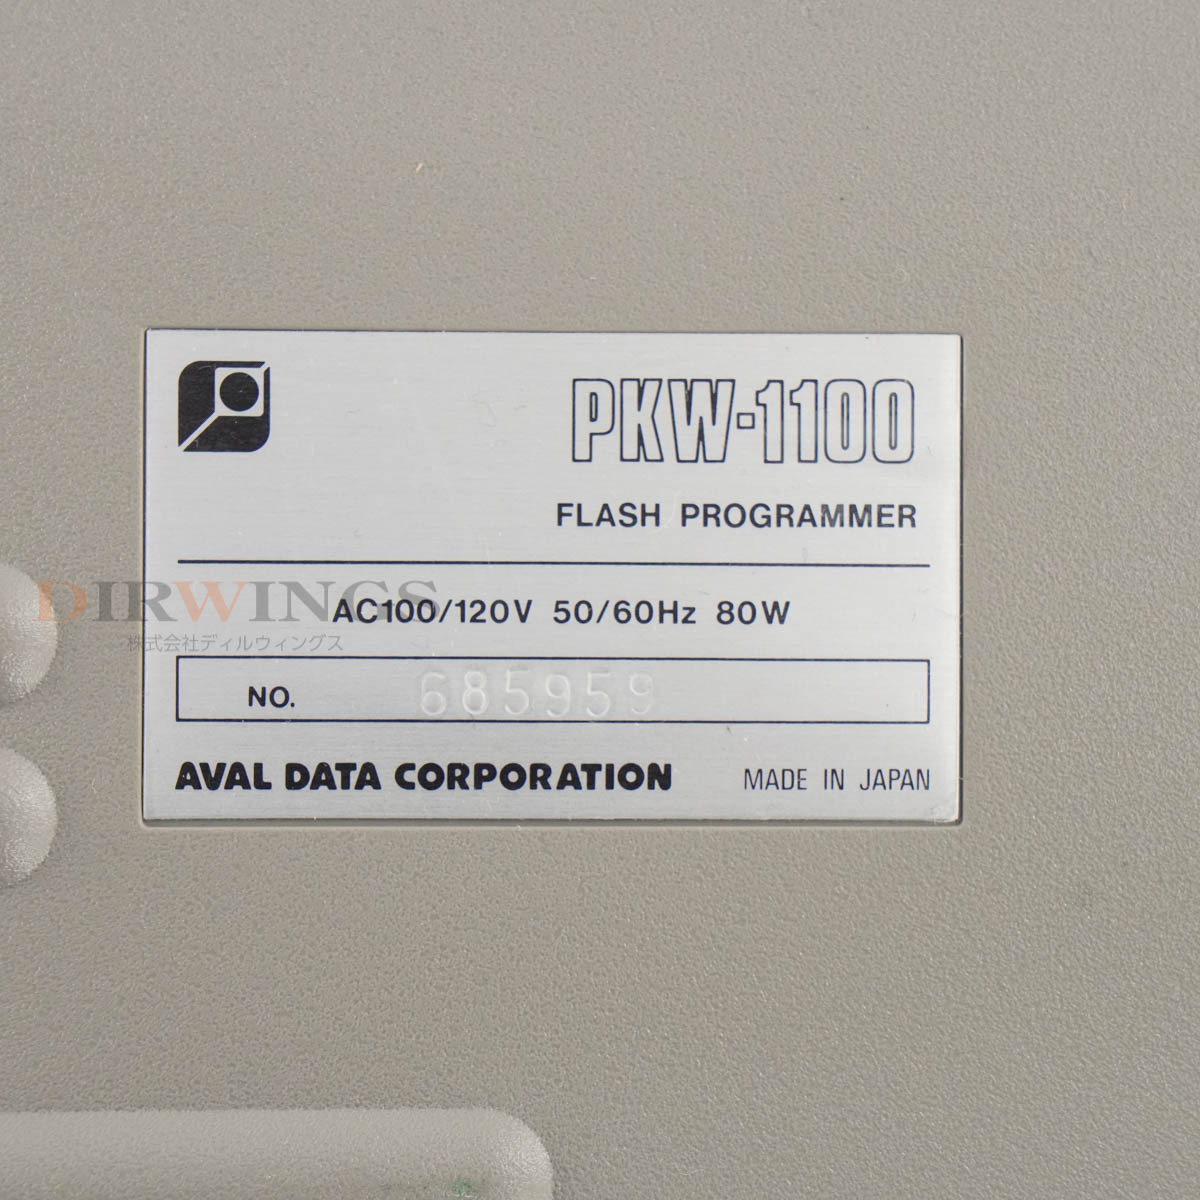 PKW-1100
FLASH PROGRAMMER
DIRWINGS
AC100/120V 50/60Hz 80W
株式会社ディルウィングス
NO. 685959
AVAL DATA CORPORATION MADE IN JAPAN